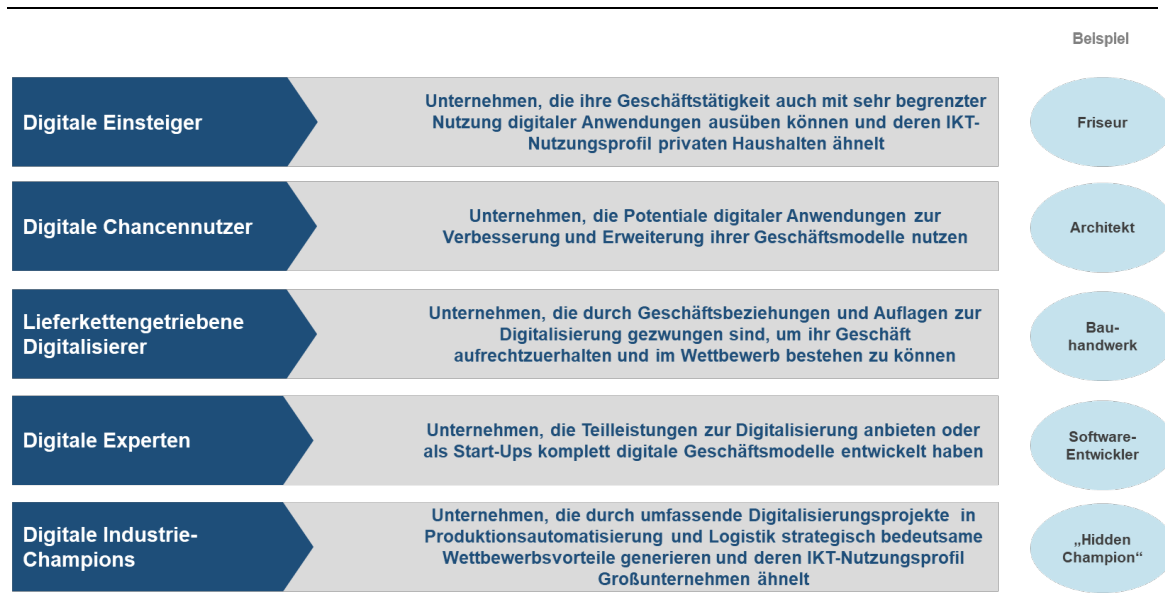 Beispiel
Digitale Einsteiger
Unternehmen, die ihre Geschäftstätigkeit auch mit sehr begrenzter
Nutzung digitaler Anwendungen ausüben können und deren IKT-
Nutzungsprofil privaten Haushalten ähnelt
Friseur
Digitale Chancennutzer
Unternehmen, die Potentiale digitaler Anwendungen zur
Verbesserung und Erweiterung ihrer Geschäftsmodelle nutzen
Architekt
Lieferkettengetriebene
Digitalisierer
Unternehmen, die durch Geschäftsbeziehungen und Auflagen zur
Digitalisierung gezwungen sind, um ihr Geschäft
aufrechtzuerhalten und im Wettbewerb bestehen zu können
Bau-
handwerk
Digitale Experten
Unternehmen, die Teilleistungen zur Digitalisierung anbieten oder
als Start-Ups komplett digitale Geschäftsmodelle entwickelt haben
Software-
Entwickler
Digitale Industrie-
Champions
Unternehmen, die durch umfassende Digitalisierungsprojekte in
Produktionsautomatisierung und Logistik strategisch bedeutsame
Wettbewerbsvorteile generieren und deren IKT-Nutzungsprofil
Großunternehmen ähnelt
„Hidden
Champion“